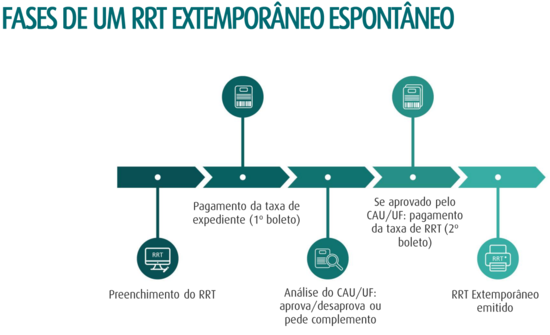 FASES DE UM RRT EXTEMPORÂNEO ESPONTÂNEO
RRT
Preenchimento do RRT
Pagamento da taxa de
expediente (1º boleto)
Análise do CAU/UF:
aprova/desaprova ou
pede complemento
Se aprovado pelo
CAU/UF: pagamento
da taxa de RRT (2º
boleto)
RRT
RRT Extemporâneo
emitido